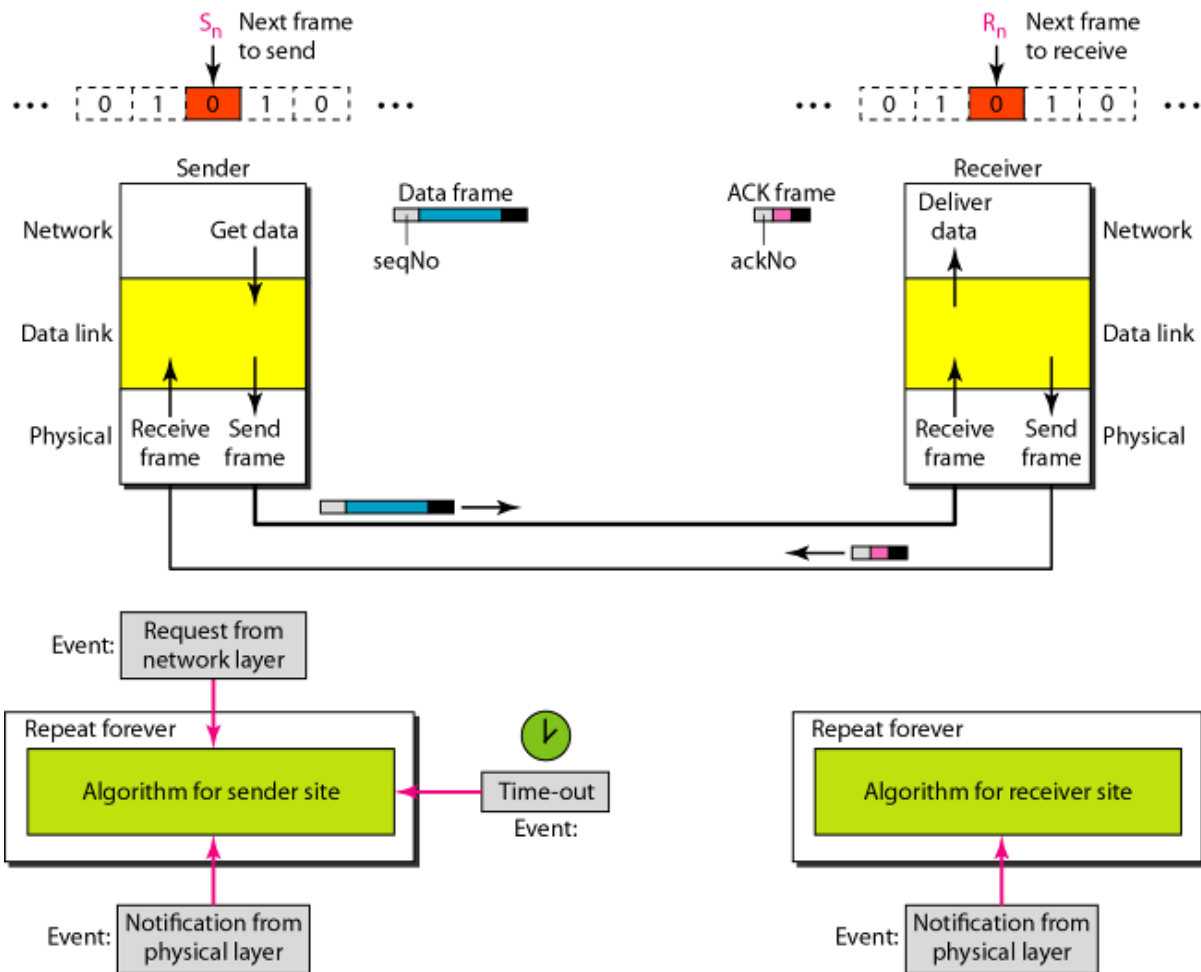 Sn Next frame
to send
Rn Next frame
to receive
••• 0 1 0 1 0 •••
••• 0 1 0 1 0 •••
Sender
Receiver
Data frame
ACK frame
seqNo
ackNo
Network
Get data
Deliver
data
Network
Data link
Data link
Physical
Receive
frame
Send
frame
Receive
frame
Send
frame
Physical
Event:
Request from
network layer
Repeat forever
Algorithm for sender site
Time-out
Event:
Repeat forever
Algorithm for receiver site
Event:
Notification from
physical layer
Event:
Notification from
physical layer